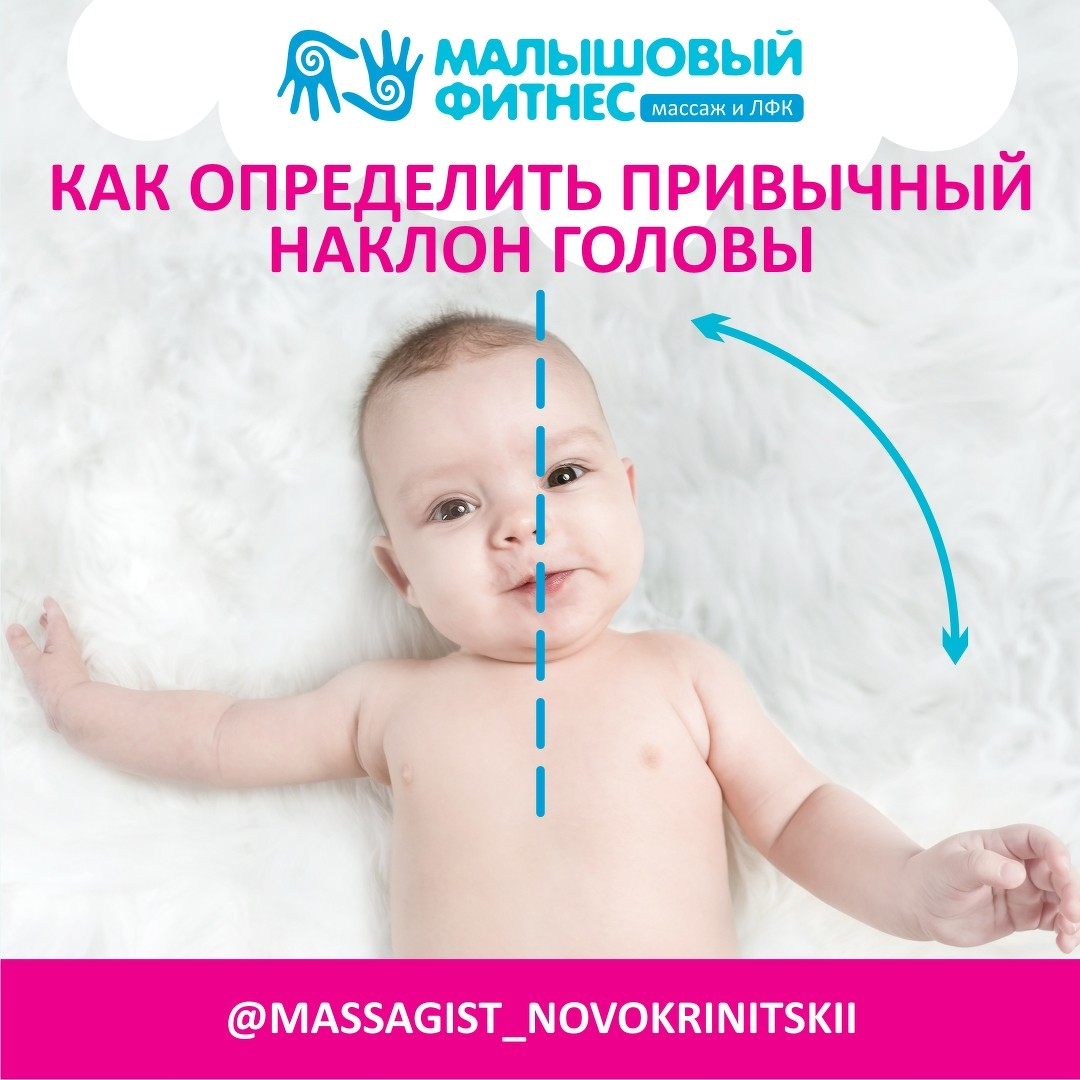 МАЛЫШОВЫЙ
ФИТНЕС массаж и ЛФК
КАК ОПРЕДЕЛИТЬ ПРИВЫЧНЫЙ
НАКЛОН ГОЛОВЫ
@MASSAGIST_NOVOKRINITSKII